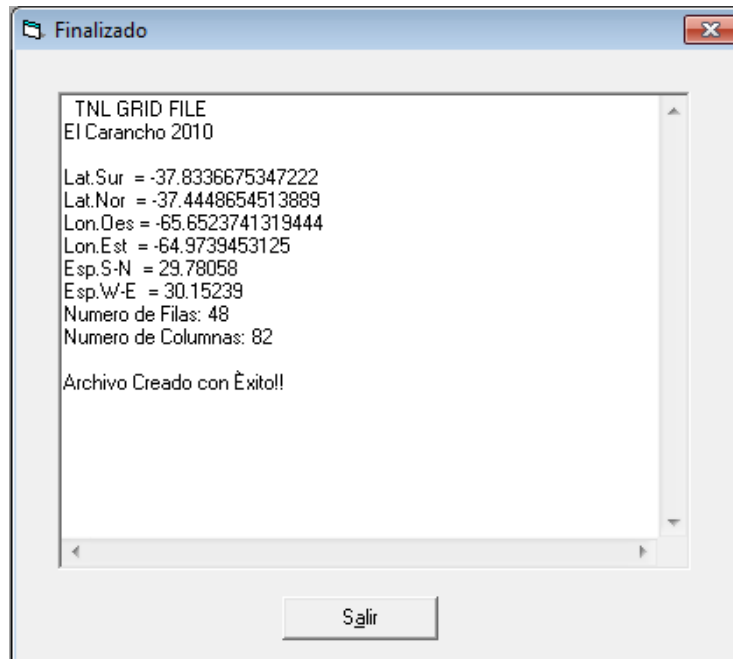 Finalizado
TNL GRID FILE
El Carancho 2010
Lat.Sur = -37.8336675347222
Lat.Nor = -37.4448654513889
Lon.Oes = -65.6523741319444
Lon.Est = -64.9739453125
Esp.S-N = 29.78058
Esp.W-E = 30.15239
Numero de Filas: 48
Numero de Columnas: 82
Archivo Creado con Èxito!!
Salir